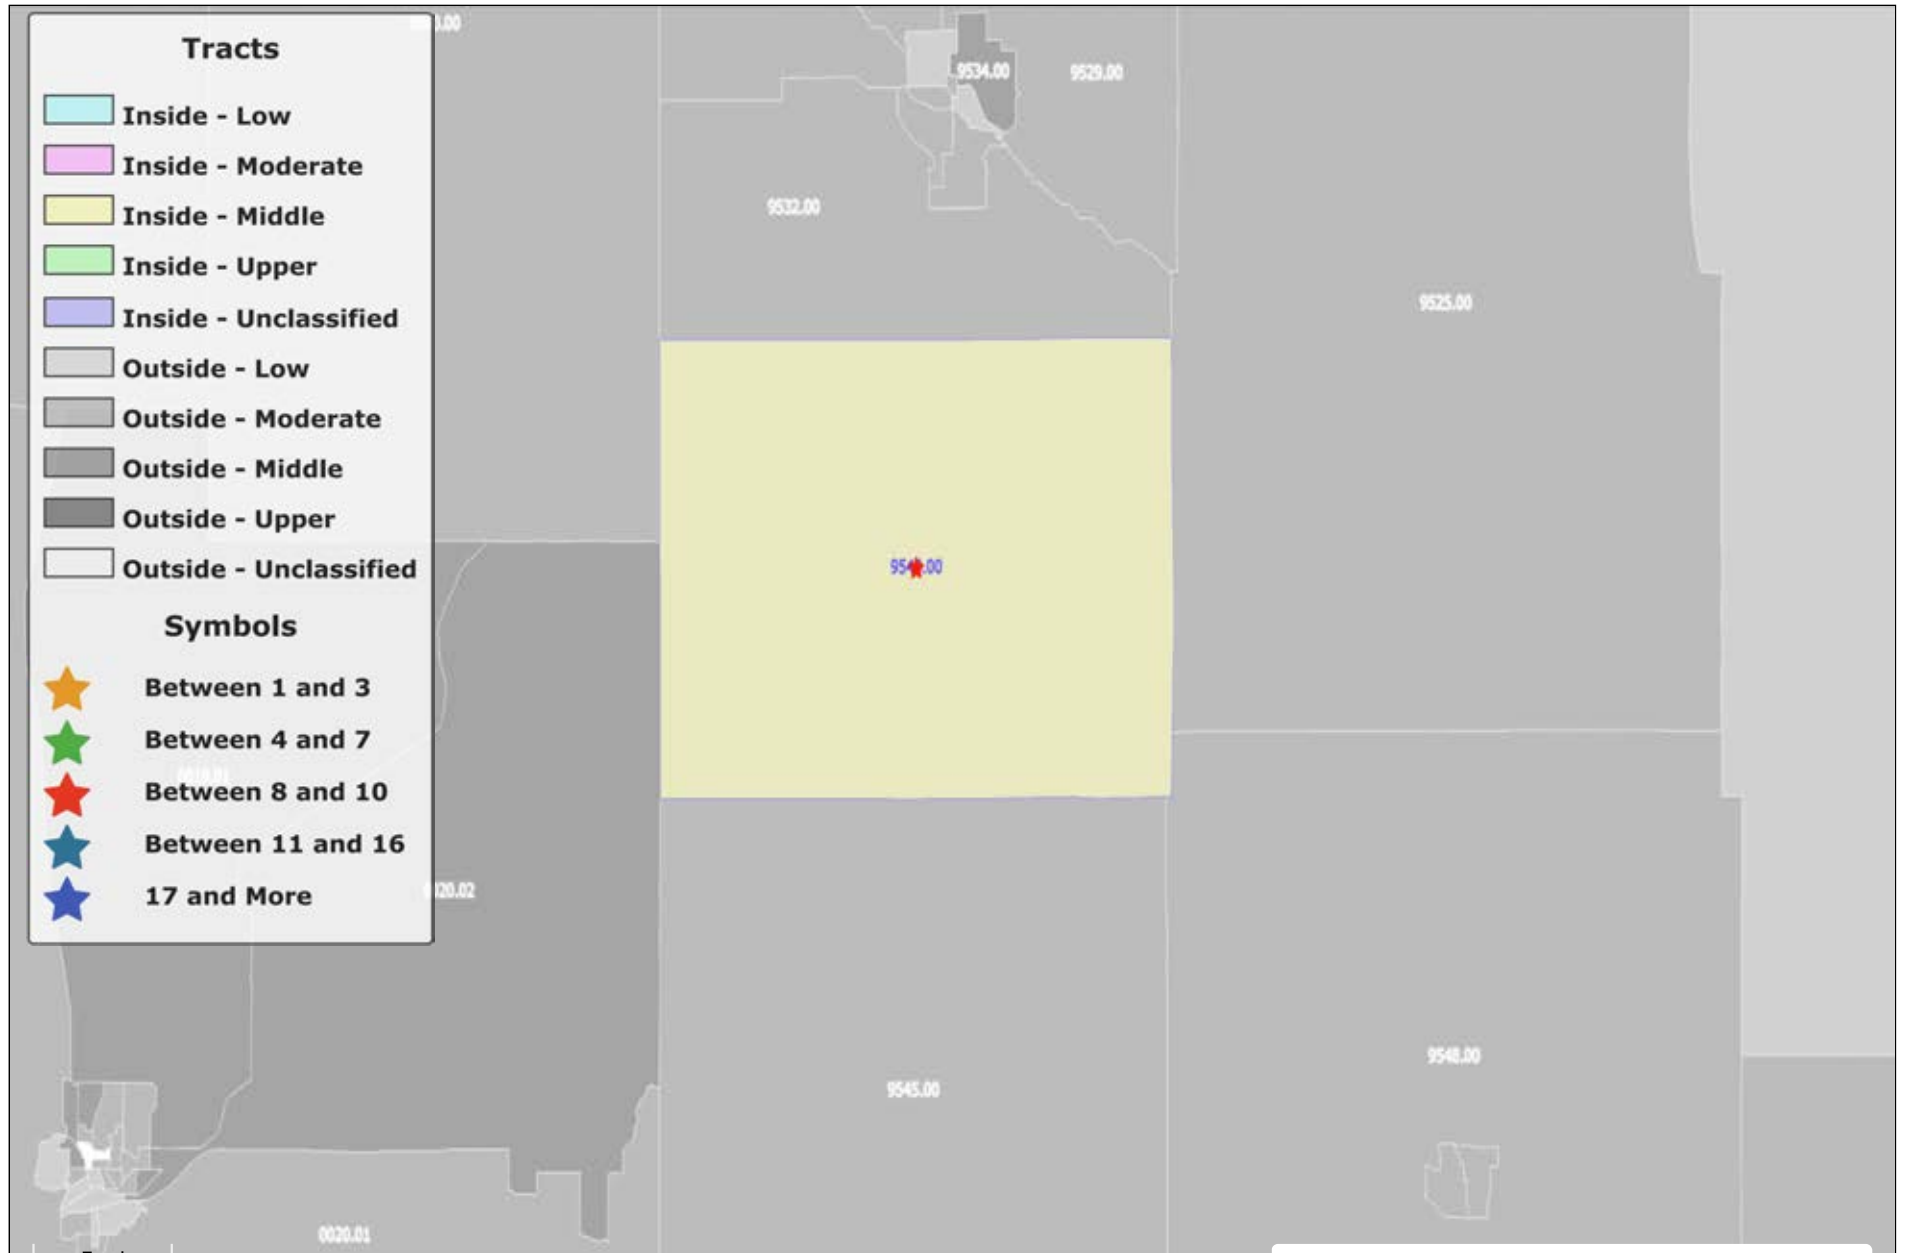 Tracts
Inside - Low
Inside - Moderate
Inside - Middle
Inside - Upper
Inside - Unclassified
Outside - Low
Outside - Moderate
Outside - Middle
Outside - Upper
Outside - Unclassified
Symbols
Between 1 and 3
Between 4 and 7
Between 8 and 10
Between 11 and 16
17 and More
9534.00
9529.00
9532.00
9525.00
9548.00
9545.00
0020.01